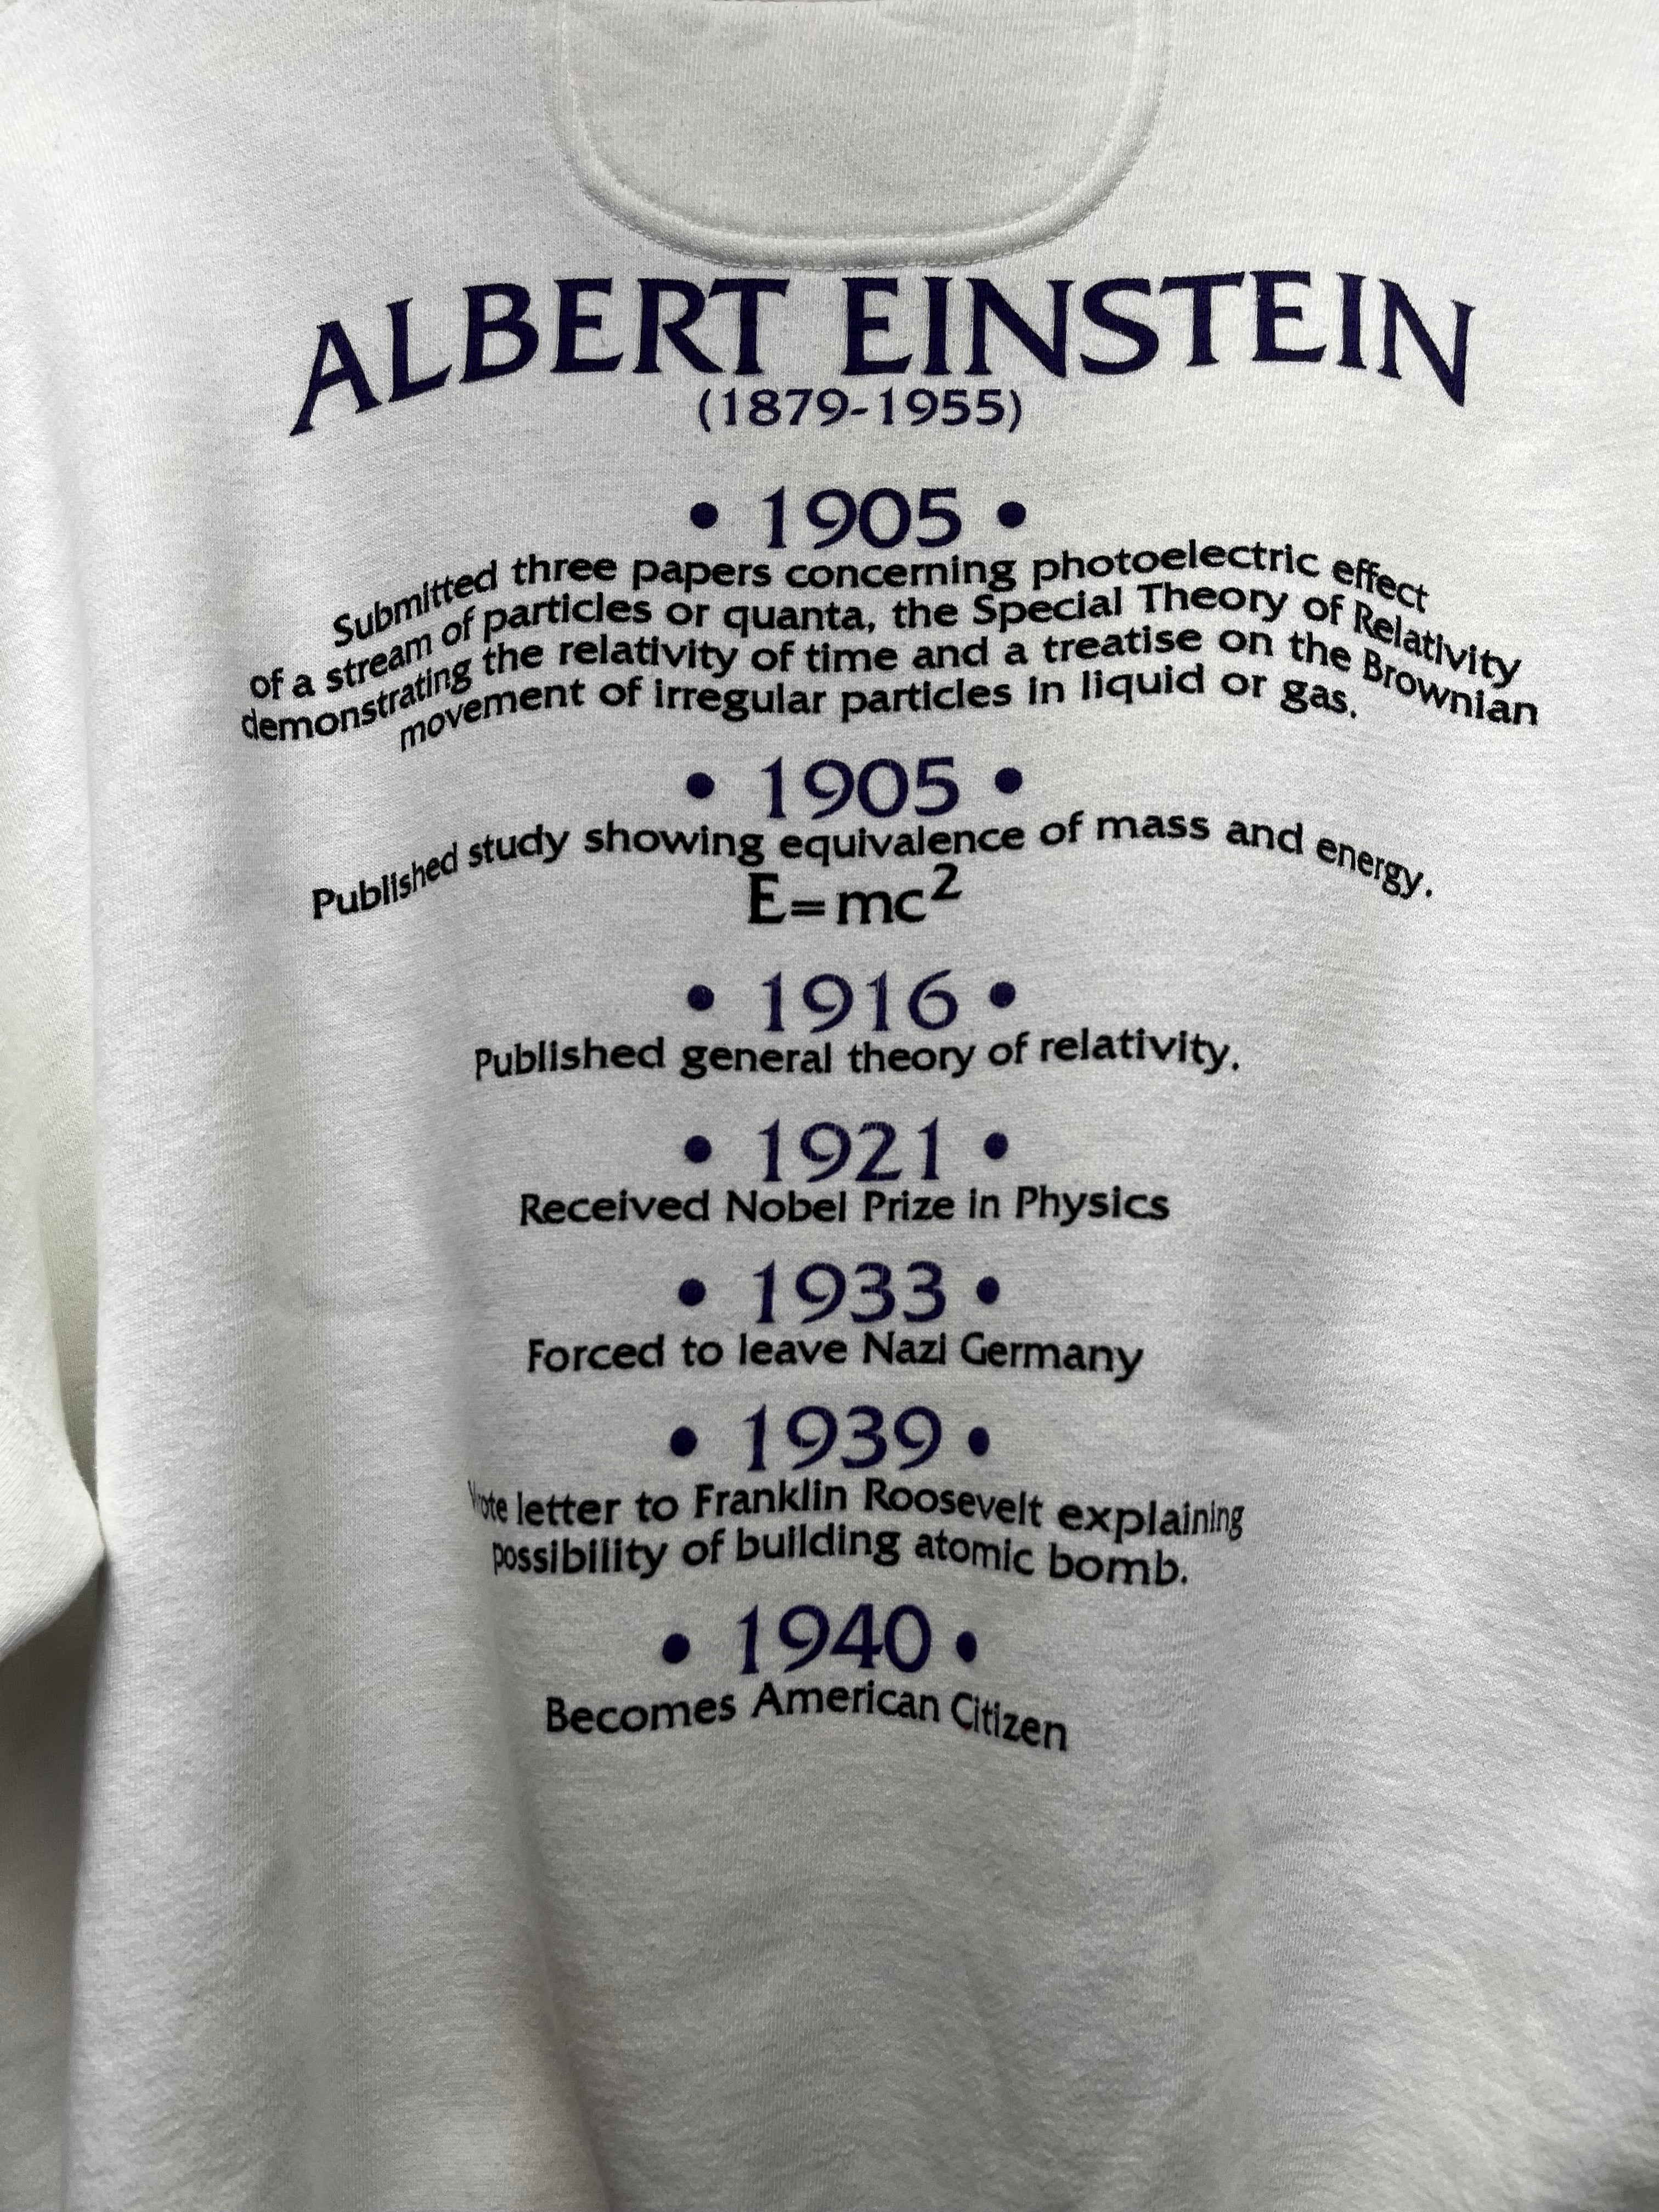 ALBERT EINSTEIN
(1879-1955)
• 1905 •
Submitted three papers concerning photoelectric effect
of a stream of particles or quanta, the Special Theory of Relativity
demonstrating the relativity of time and a treatise on the Brownian
movement of irregular particles in liquid or gas.
• 1905 •
Published study showing equivalence of mass and energy.
E=mc²
• 1916 •
Published general theory of relativity.
• 1921 •
Received Nobel Prize in Physics
• 1933 •
Forced to leave Nazi Germany
• 1939 •
Wrote letter to Franklin Roosevelt explaining
possibility of building atomic bomb.
• 1940 •
Becomes American Citizen